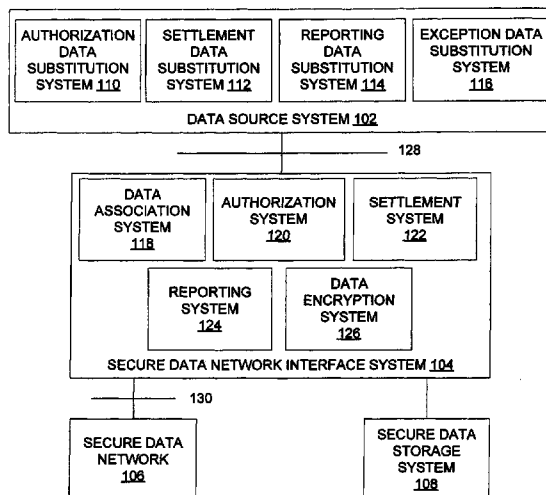 AUTHORIZATION
DATA
SUBSTITUTION
SYSTEM 110
SETTLEMENT
DATA
SUBSTITUTION
SYSTEM 112
REPORTING
DATA
SUBSTITUTION
SYSTEM 114
EXCEPTION DATA
SUBSTITUTION
SYSTEM
116
DATA SOURCE SYSTEM 102
128
DATA
ASSOCIATION
SYSTEM
118
AUTHORIZATION
SYSTEM
120
SETTLEMENT
SYSTEM
122
REPORTING
SYSTEM
124
DATA
ENCRYPTION
SYSTEM
126
SECURE DATA NETWORK INTERFACE SYSTEM 104
130
SECURE DATA
NETWORK
106
SECURE DATA
STORAGE
SYSTEM
108